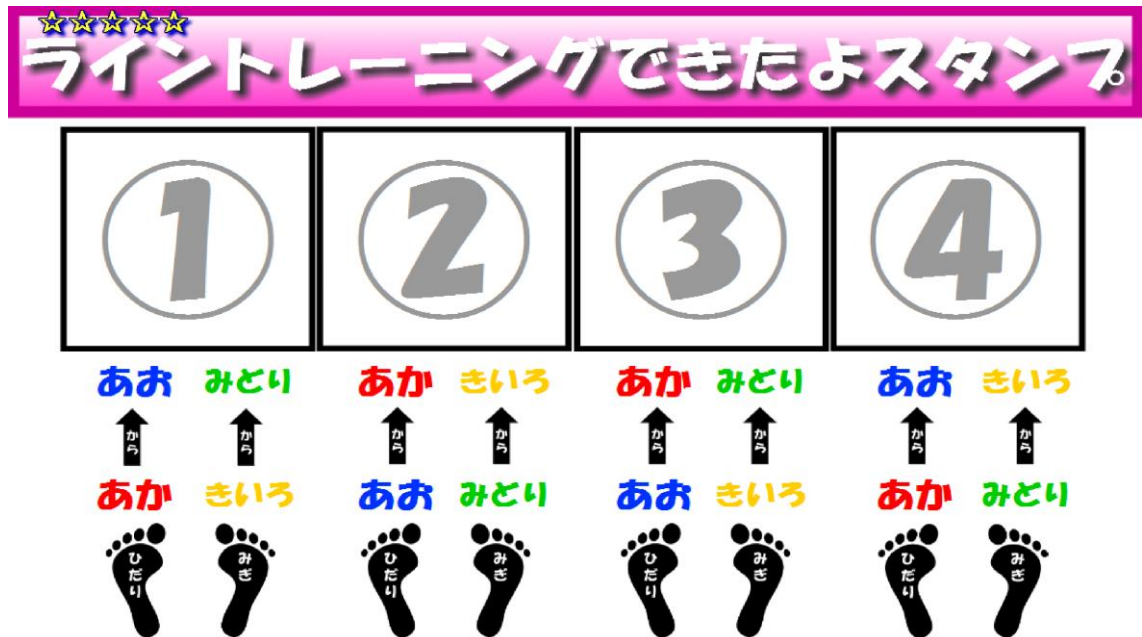 ☆☆☆☆☆
ライントレーニングできたよスタンプ。
1 2 3 4
あお みどり あか きいろ あか みどり あお きいろ
から から から から から から から から
あか きいろ あお みどり あお きいろ あか みどり
ひだり みぎ ひだり みぎ ひだり みぎ ひだり みぎ